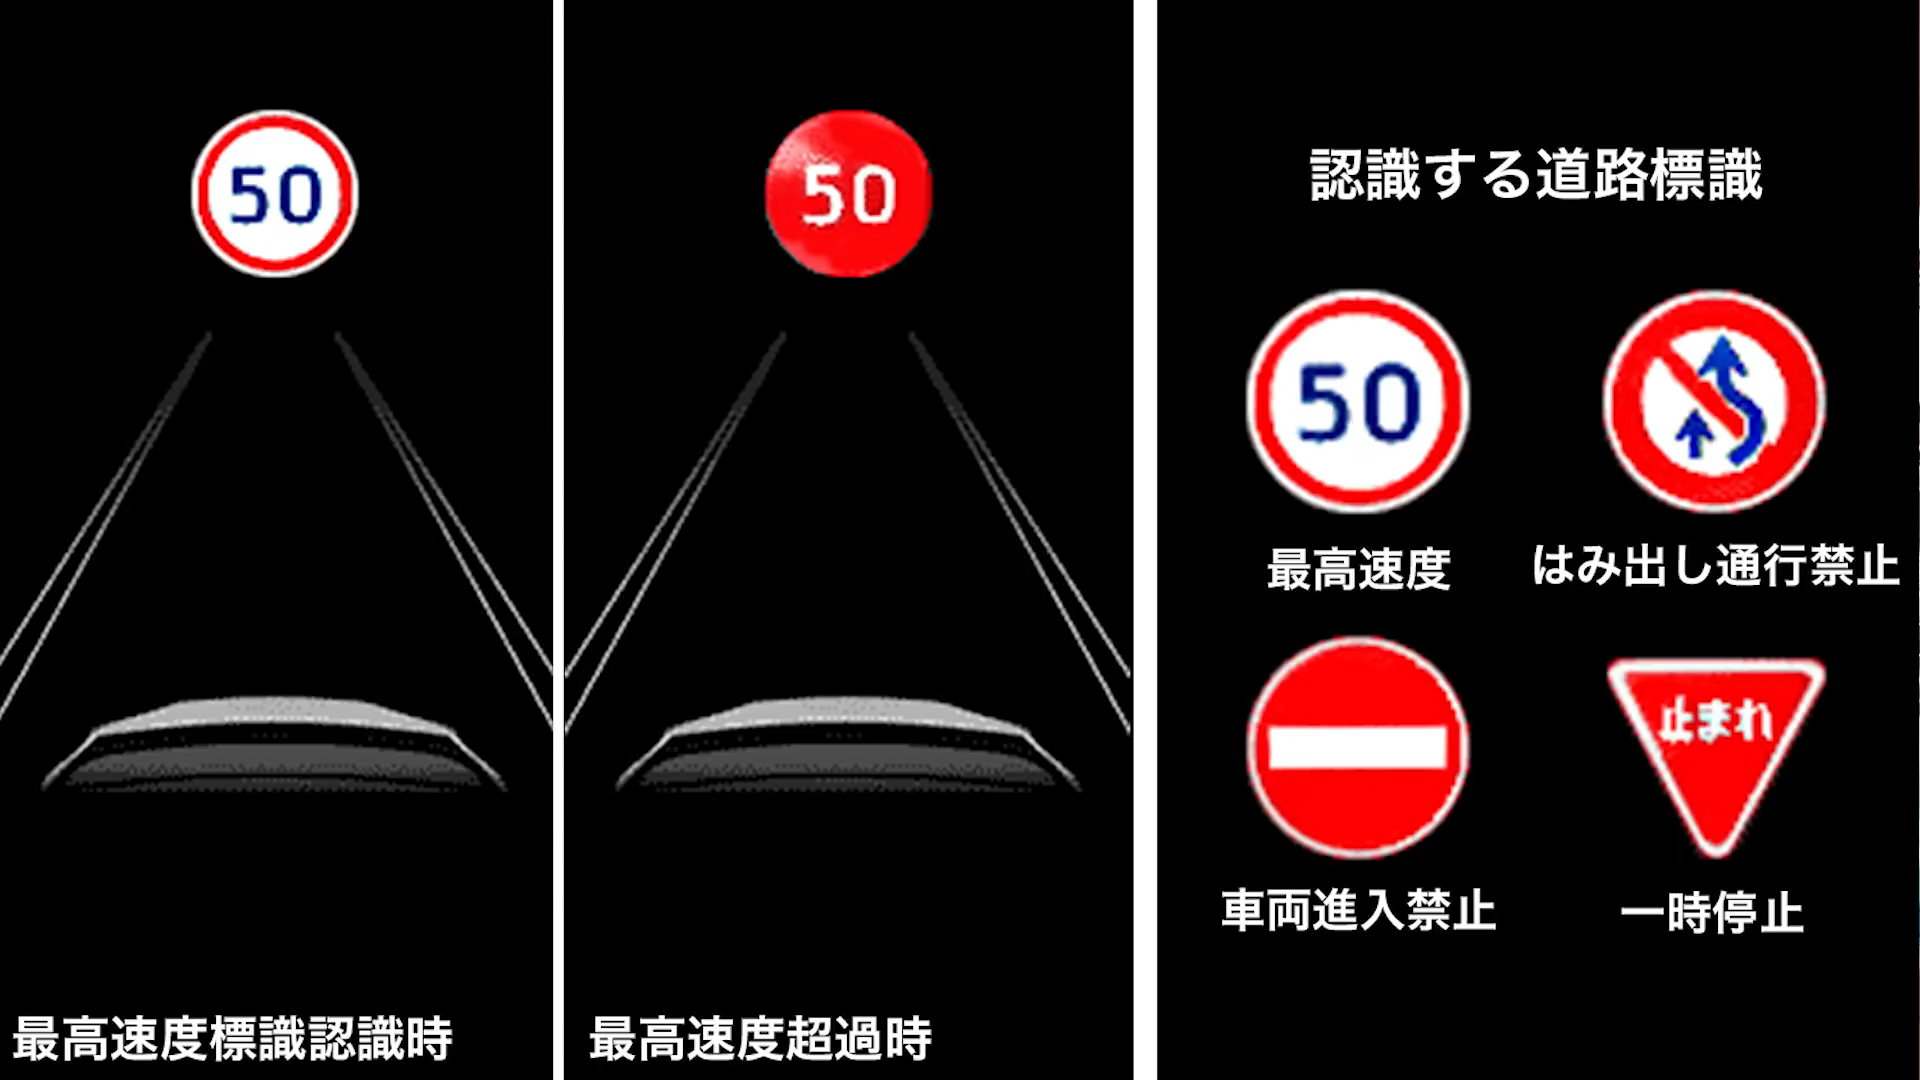 50
最高速度標識認識時
50
最高速度超過時
認識する道路標識
50
最高速度
はみ出し通行禁止
車両進入禁止
止まれ
一時停止